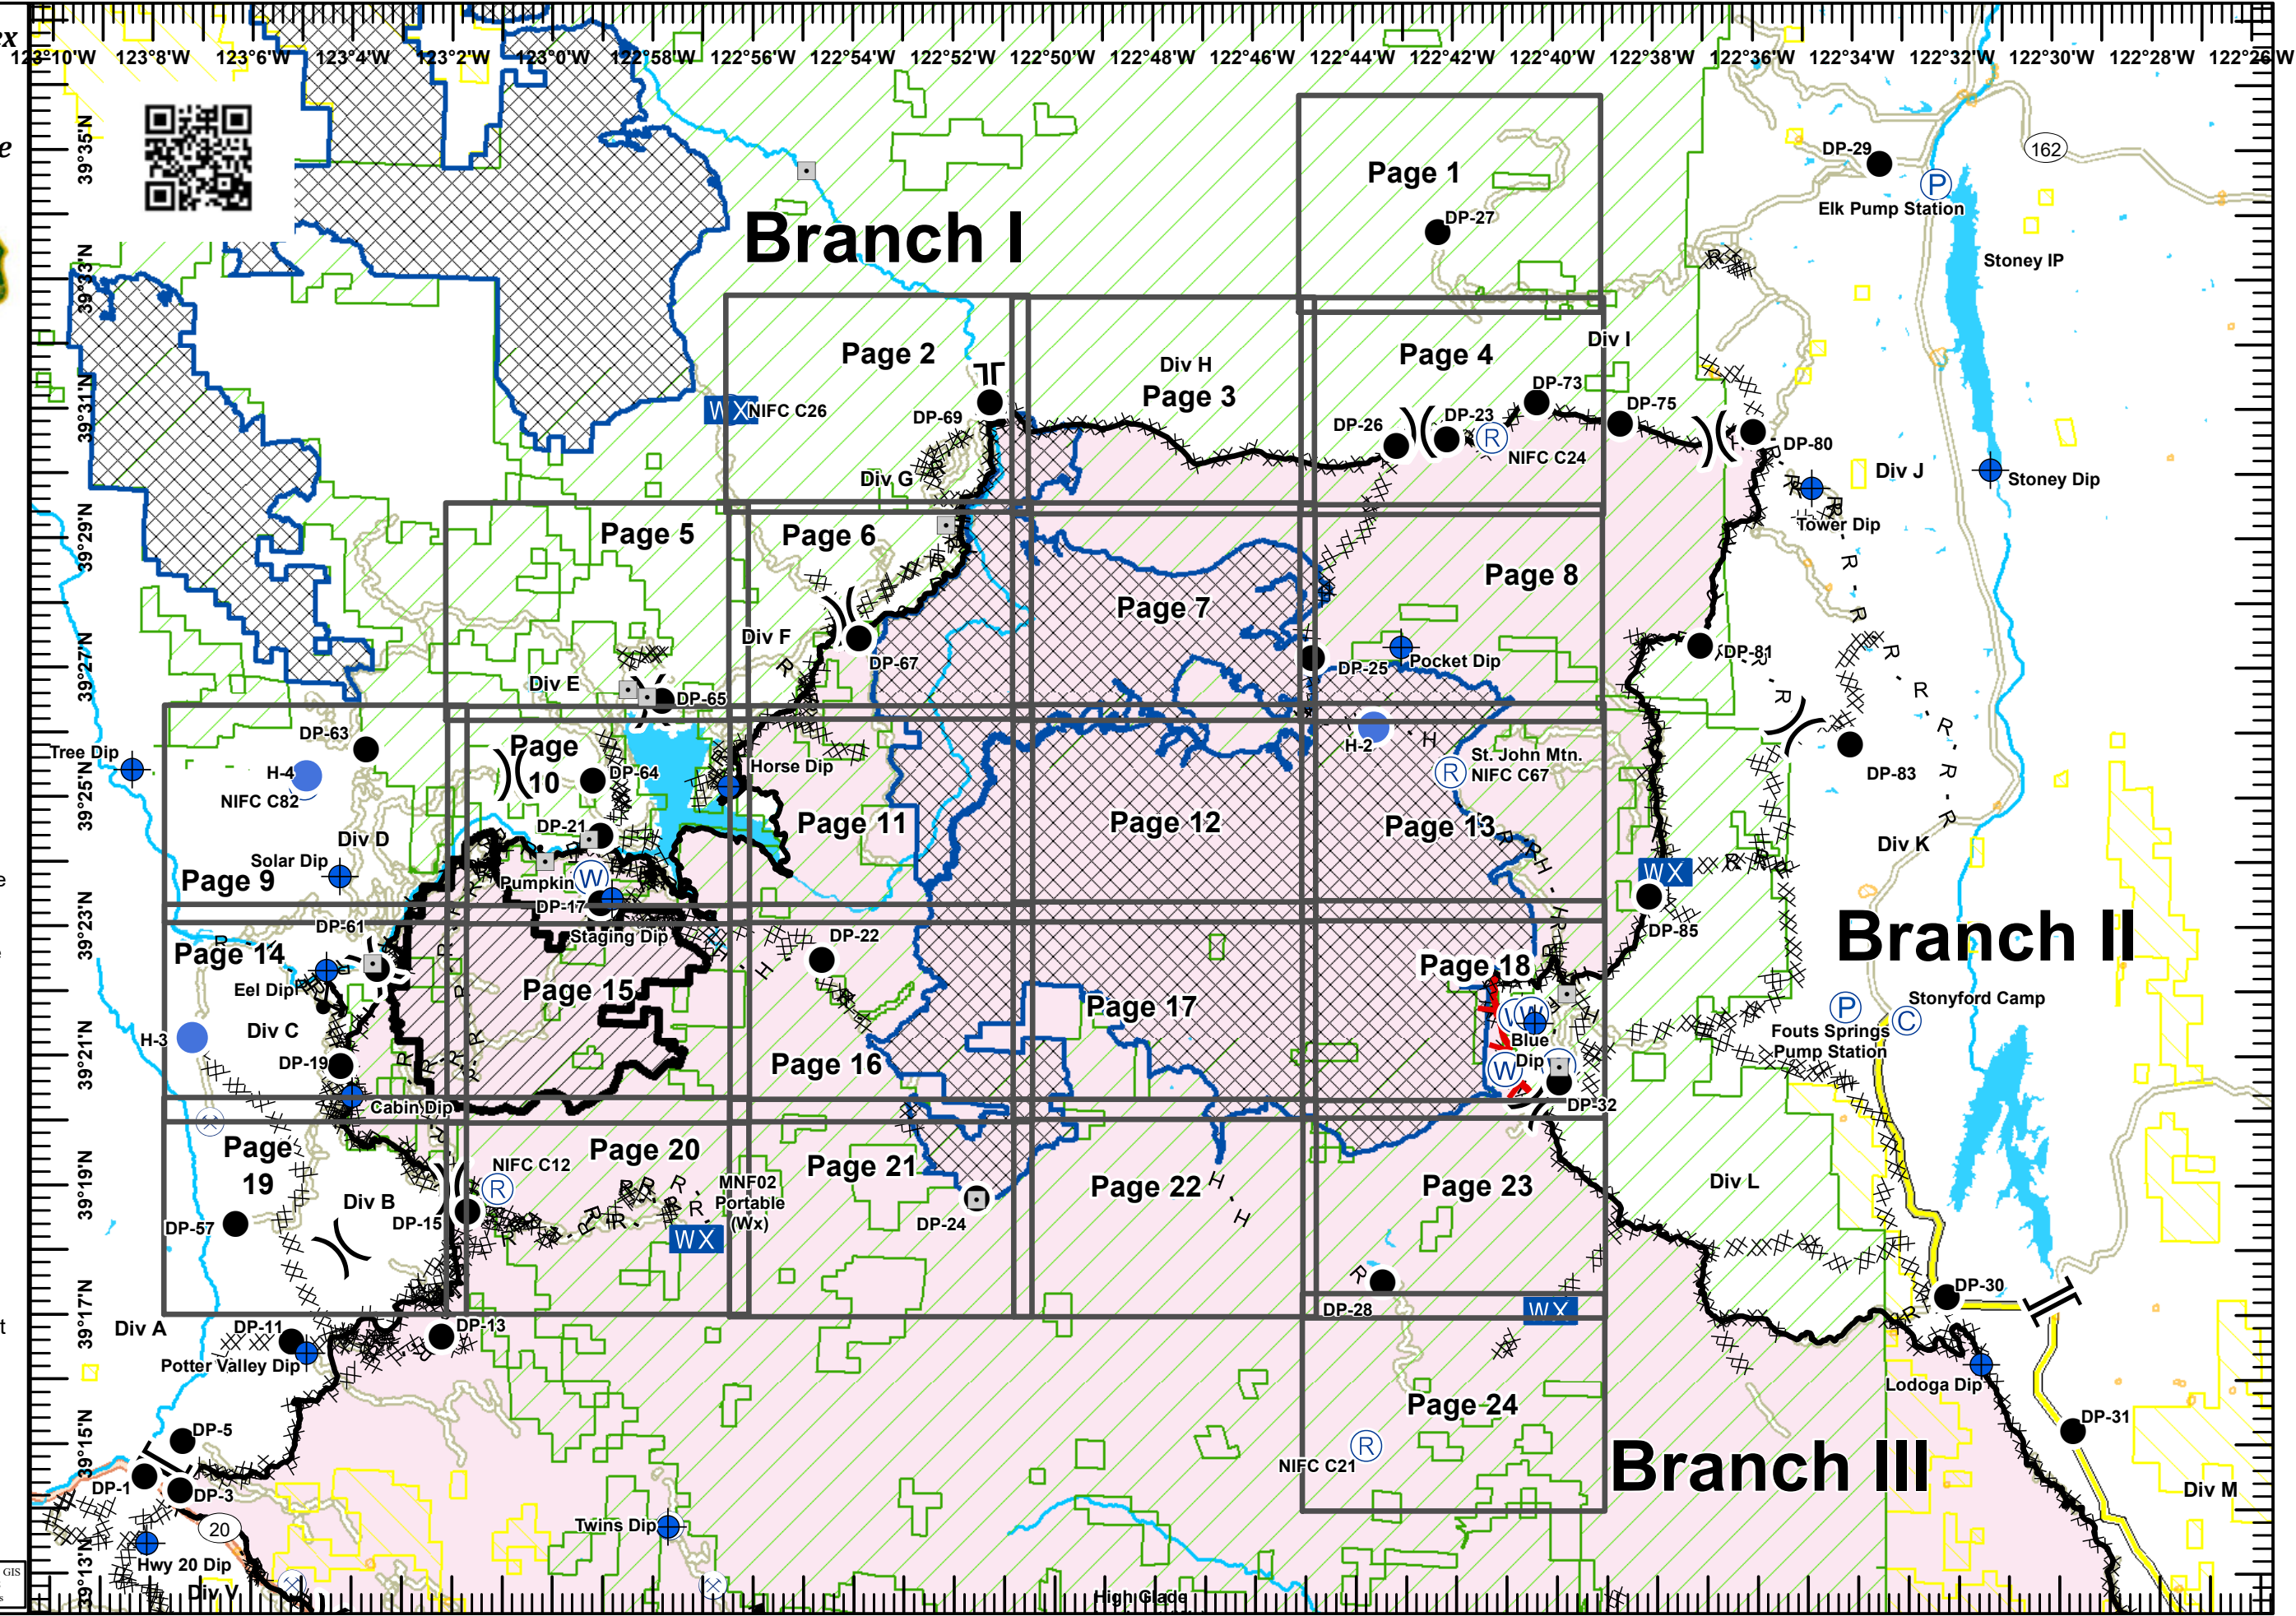 ex
e
e
e
t
GIS
s
123°10'W 123°8'W 123°6'W 123°4'W 123°2'W 123°0'W 122°58'W 122°56'W 122°54'W 122°52'W 122°50'W 122°48'W 122°46'W 122°44'W 122°42'W 122°40'W 122°38'W 122°36'W 122°34'W 122°32'W 122°30'W 122°28'W 122°26'W
39°35'N
39°33'N
39°31'N
39°29'N
39°27'N
39°25'N
39°23'N
39°21'N
39°19'N
39°17'N
39°15'N
39°13'N
Branch I
Page 1
DP-27
DP-29
162
P
Elk Pump Station
Stoney IP
R
Page 2
Div H
Page 3
Page 4
Div I
WX NIFC C26
DP-69
DP-26
DP-23
DP-73
DP-75
R
NIFC C24
DP-80
Div J
Stoney Dip
Tower Dip
Div G
Page 5
Page 6
Page 7
Page 8
Div F
DP-67
DP-25
Pocket Dip
DP-81
Div E
DP-65
DP-63
Tree Dip
H-4
NIFC C82
Page
10
DP-64
Horse Dip
H-2
H
St. John Mtn.
R
NIFC C67
DP-83
Div D
DP-21
Page 11
Page 12
Page 13
Div K
Solar Dip
Page 9
Pumpkin
W
DP-17
WX
Staging Dip
DP-61
DP-22
DP-85
Branch II
Page 14
Eel Dip
Page 15
Page 18
Page 17
W
Blue
Dip
W
P
C
Stonyford Camp
Fouts Springs
Pump Station
H-3
Div C
DP-19
Page 16
DP-32
Cabin Dip
Page
19
Page 20
NIFC C12
R
Page 21
Page 22
Page 23
Div L
MNF02
Portable
(Wx)
WX
Div B
DP-15
DP-57
DP-24
R
DP-28
WX
DP-30
Div A
DP-11
DP-13
Potter Valley Dip
Lodoga Dip
Page 24
DP-5
DP-31
R
NIFC C21
Branch III
DP-1
DP-3
Div M
20
Twins Dip
Hwy 20 Dip
Div V
High Glade